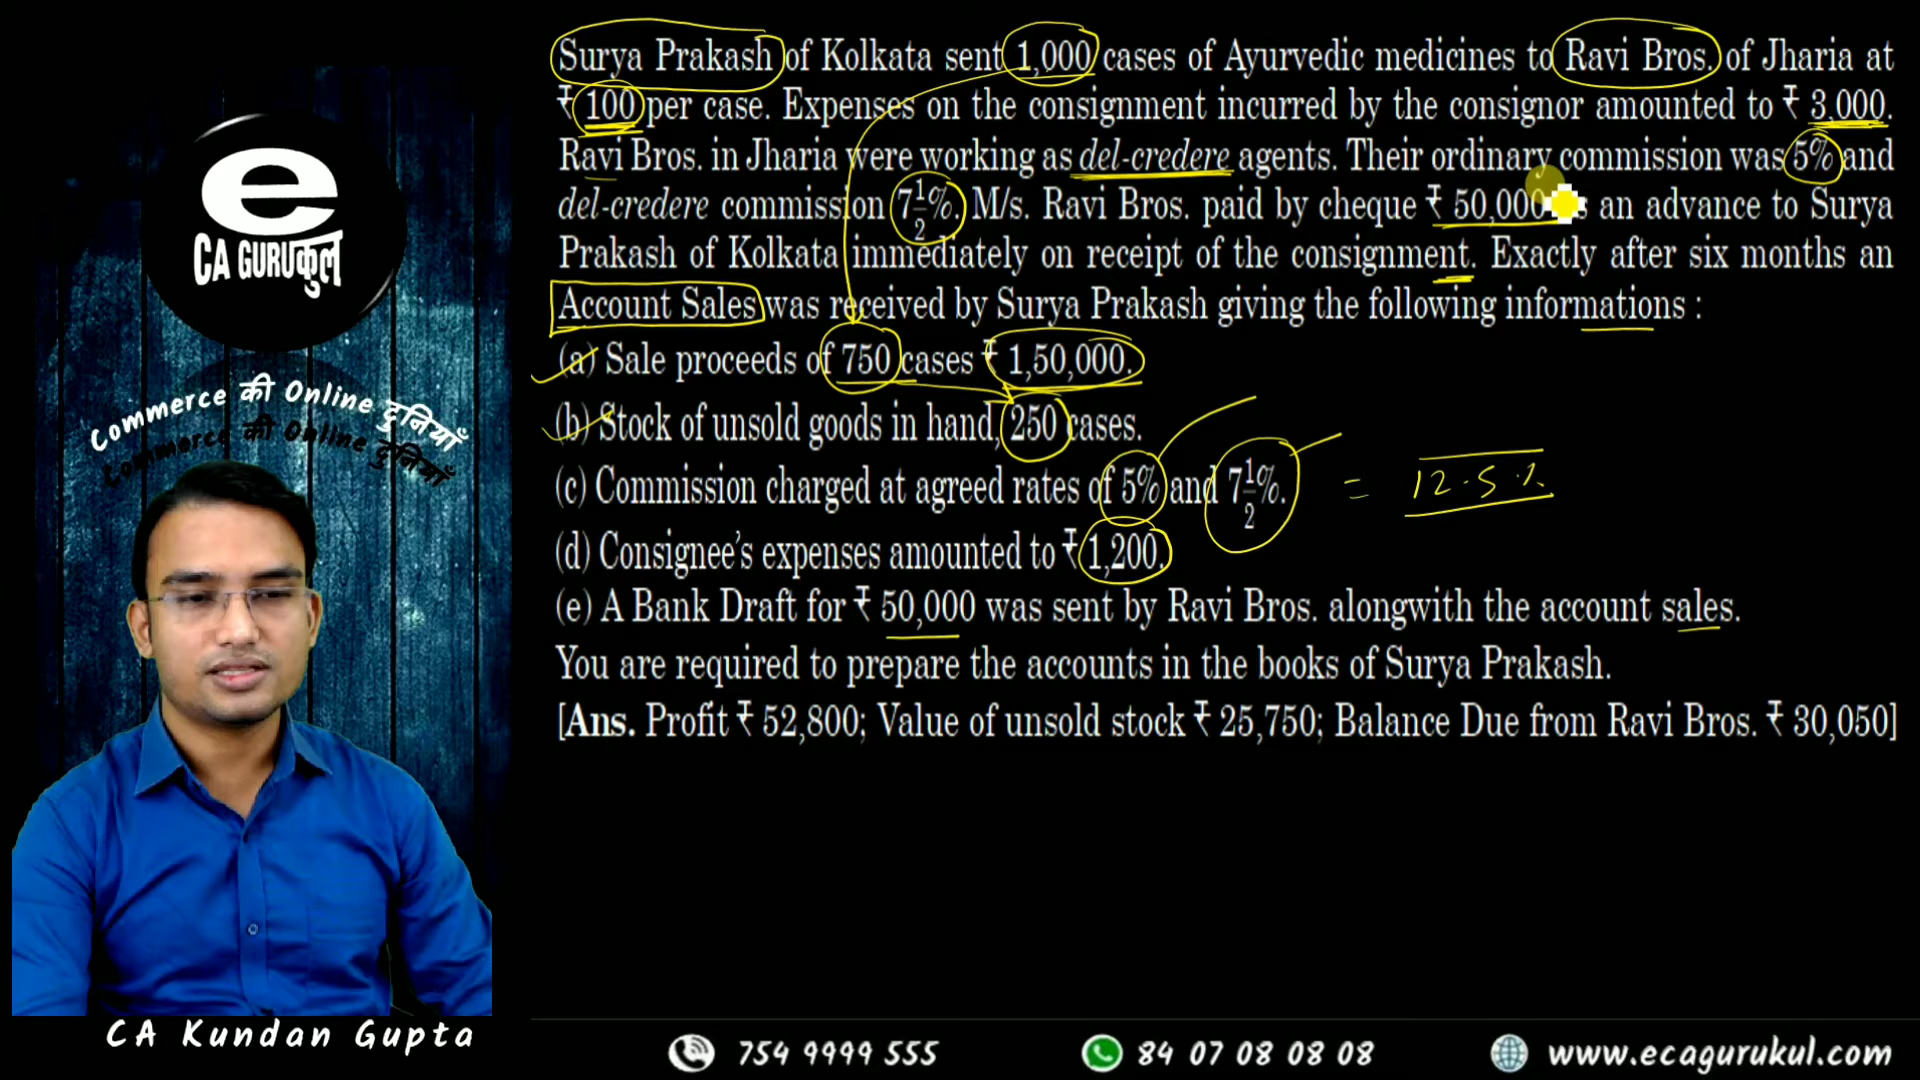 e
CA GURUकुल
Commerce की Online दुनियाँ
Commerce की Online दुनियाँ
CA Kundan Gupta
Surya Prakash of Kolkata sent 1,000 cases of Ayurvedic medicines to Ravi Bros. of Jharia at
₹ 100 per case. Expenses on the consignment incurred by the consignor amounted to ₹ 3,000.
Ravi Bros. in Jharia were working as del-credere agents. Their ordinary commission was 5% and
del-credere commission 7 1/2%. M/s. Ravi Bros. paid by cheque ₹ 50,000 an advance to Surya
Prakash of Kolkata immediately on receipt of the consignment. Exactly after six months an
Account Sales was received by Surya Prakash giving the following informations :
(a) Sale proceeds of 750 cases ₹ 1,50,000.
(b) Stock of unsold goods in hand, 250 cases.
(c) Commission charged at agreed rates of 5% and 7 1/2%. = 12.5%
(d) Consignee's expenses amounted to ₹ 1,200.
(e) A Bank Draft for ₹ 50,000 was sent by Ravi Bros. alongwith the account sales.
You are required to prepare the accounts in the books of Surya Prakash.
[Ans. Profit ₹ 52,800; Value of unsold stock ₹ 25,750; Balance Due from Ravi Bros. ₹ 30,050]
754 9999 555
84 07 08 08 08
www.ecagurukul.com